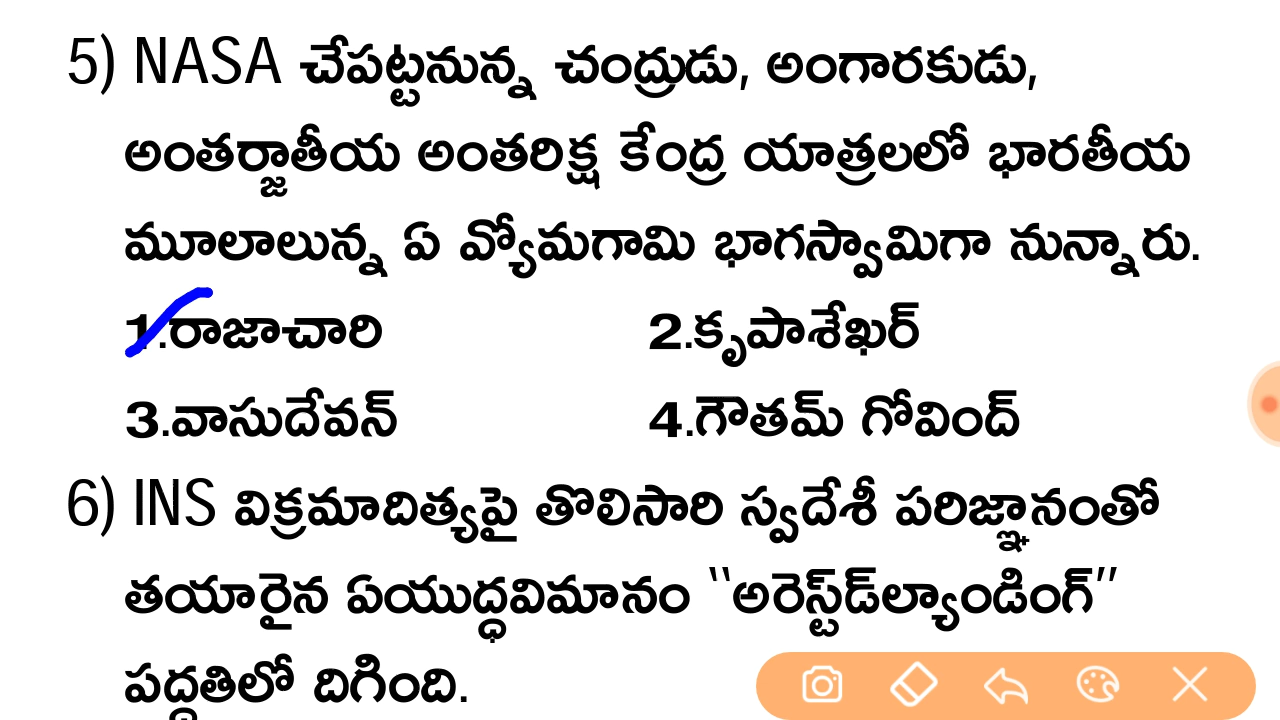 5) NASA చేపట్టనున్న చంద్రుడు, అంగారకుడు,
అంతర్జాతీయ అంతరిక్ష కేంద్ర యాత్రలలో భారతీయ
మూలాలున్న ఏ వ్యోమగామి భాగస్వామిగా నున్నారు.
1.రాజాచారి 2.కృపాశేఖర్
3.వాసుదేవన్ 4.గౌతమ్ గోవింద్
6) INS విక్రమాదిత్యపై తొలిసారి స్వదేశీ పరిజ్ఞానంతో
తయారైన ఏయుద్ధవిమానం "అరెస్ట్‌డ్‌ల్యాండింగ్"
పద్ధతిలో దిగింది.